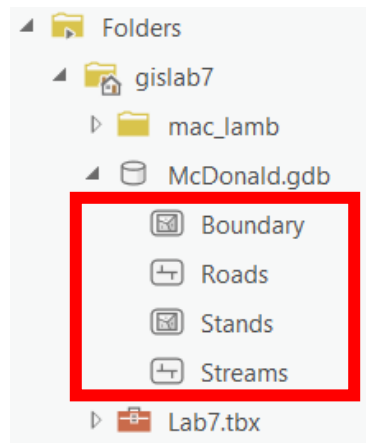 Folders
gislab7
mac_lamb
McDonald.gdb
Boundary
Roads
Stands
Streams
Lab7.tbx